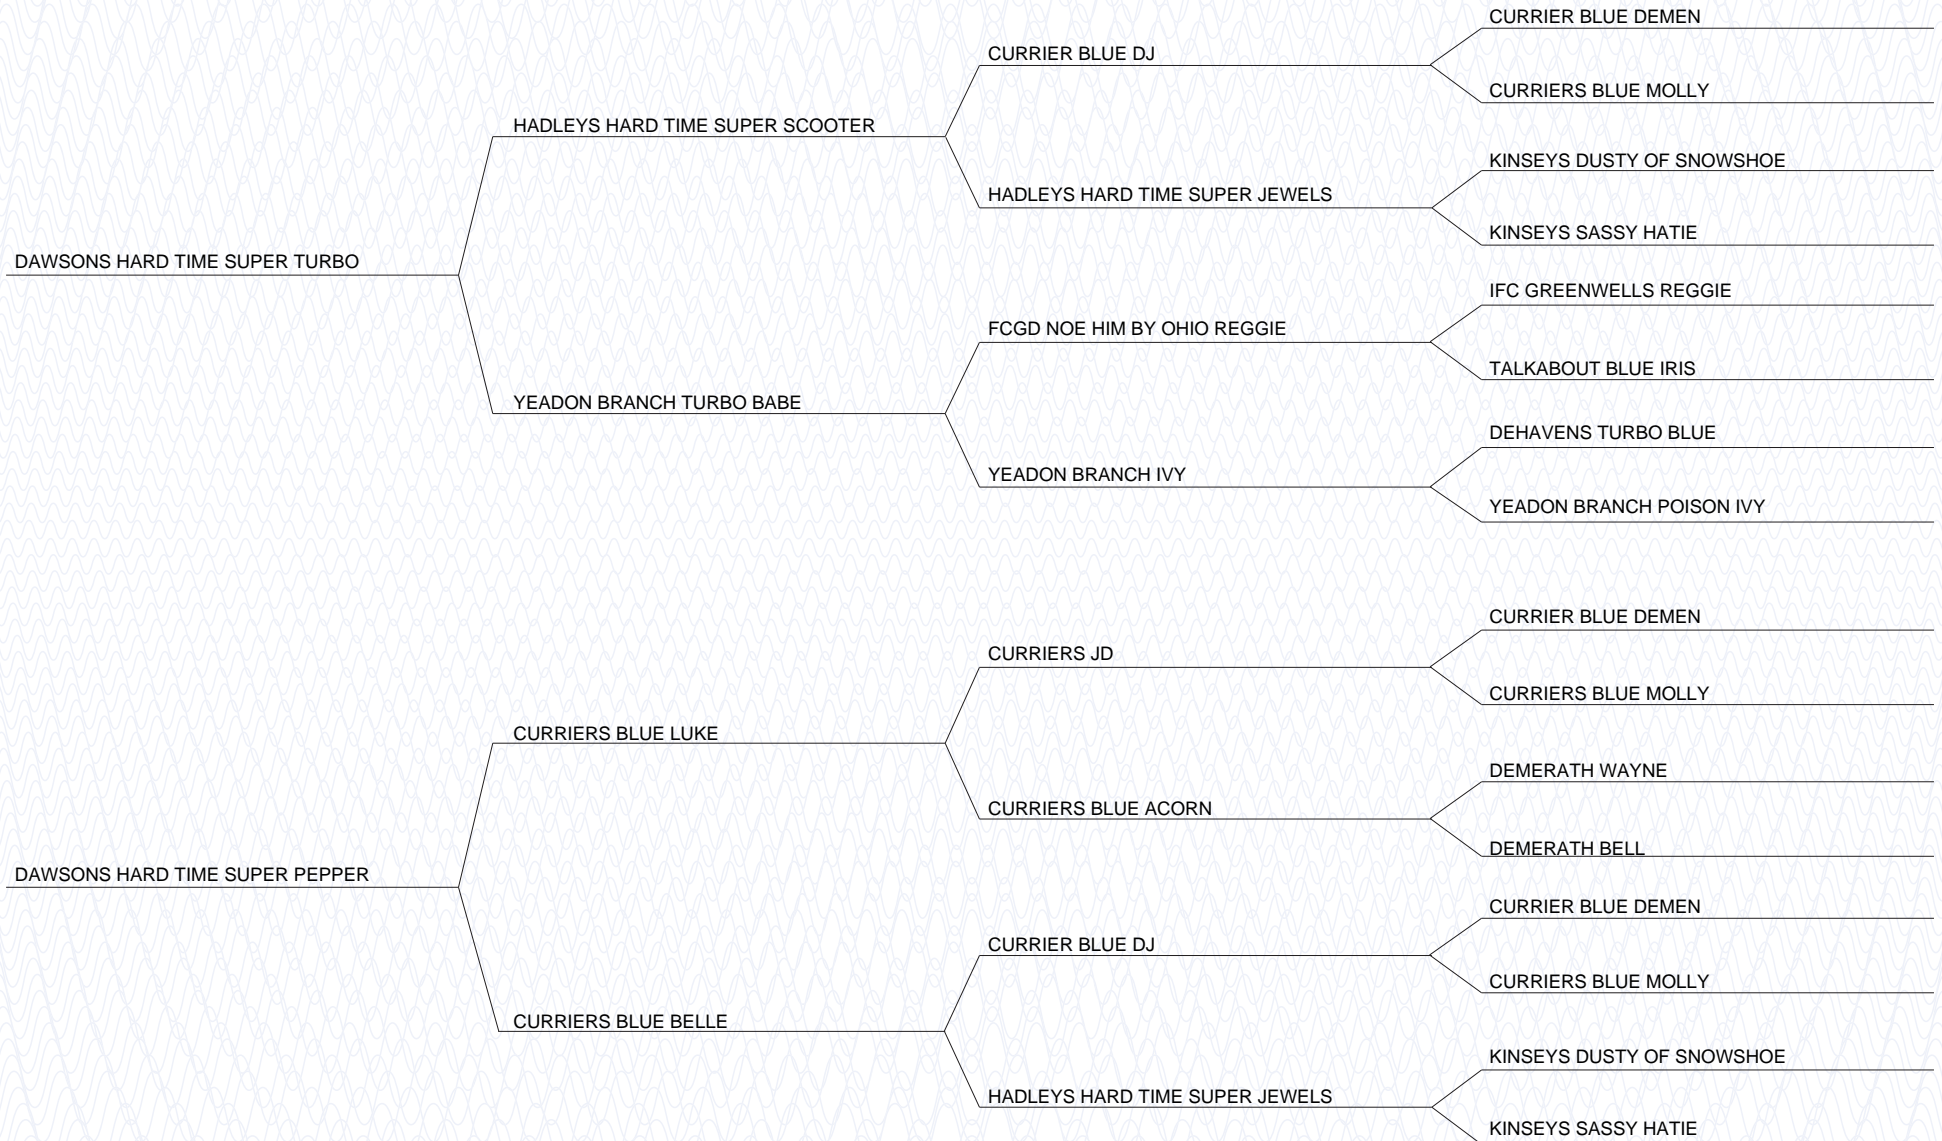 CURRIER BLUE DEMEN
CURRIER BLUE DJ
CURRIERS BLUE MOLLY
HADLEYS HARD TIME SUPER SCOOTER
KINSEYS DUSTY OF SNOWSHOE
HADLEYS HARD TIME SUPER JEWELS
KINSEYS SASSY HATIE
DAWSONS HARD TIME SUPER TURBO
IFC GREENWELLS REGGIE
FCGD NOE HIM BY OHIO REGGIE
TALKABOUT BLUE IRIS
YEADON BRANCH TURBO BABE
DEHAVENS TURBO BLUE
YEADON BRANCH IVY
YEADON BRANCH POISON IVY
CURRIER BLUE DEMEN
CURRIERS JD
CURRIERS BLUE MOLLY
CURRIERS BLUE LUKE
DEMERATH WAYNE
CURRIERS BLUE ACORN
DEMERATH BELL
DAWSONS HARD TIME SUPER PEPPER
CURRIER BLUE DEMEN
CURRIER BLUE DJ
CURRIERS BLUE MOLLY
CURRIERS BLUE BELLE
KINSEYS DUSTY OF SNOWSHOE
HADLEYS HARD TIME SUPER JEWELS
KINSEYS SASSY HATIE